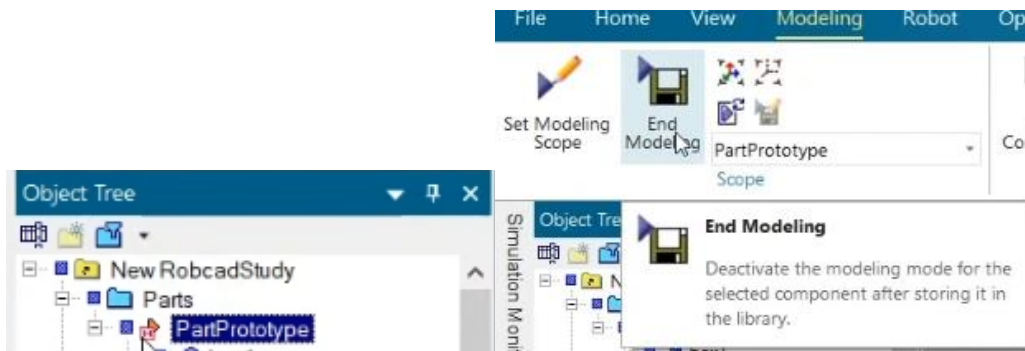 File Home View Modeling Robot Op
Set Modeling
Scope
End
Modeling
PartPrototype
Scope
Co
Object Tree
New RobcadStudy
Parts
PartPrototype
Simulation Monit
Object Tre
N
End Modeling
Deactivate the modeling mode for the
selected component after storing it in
the library.